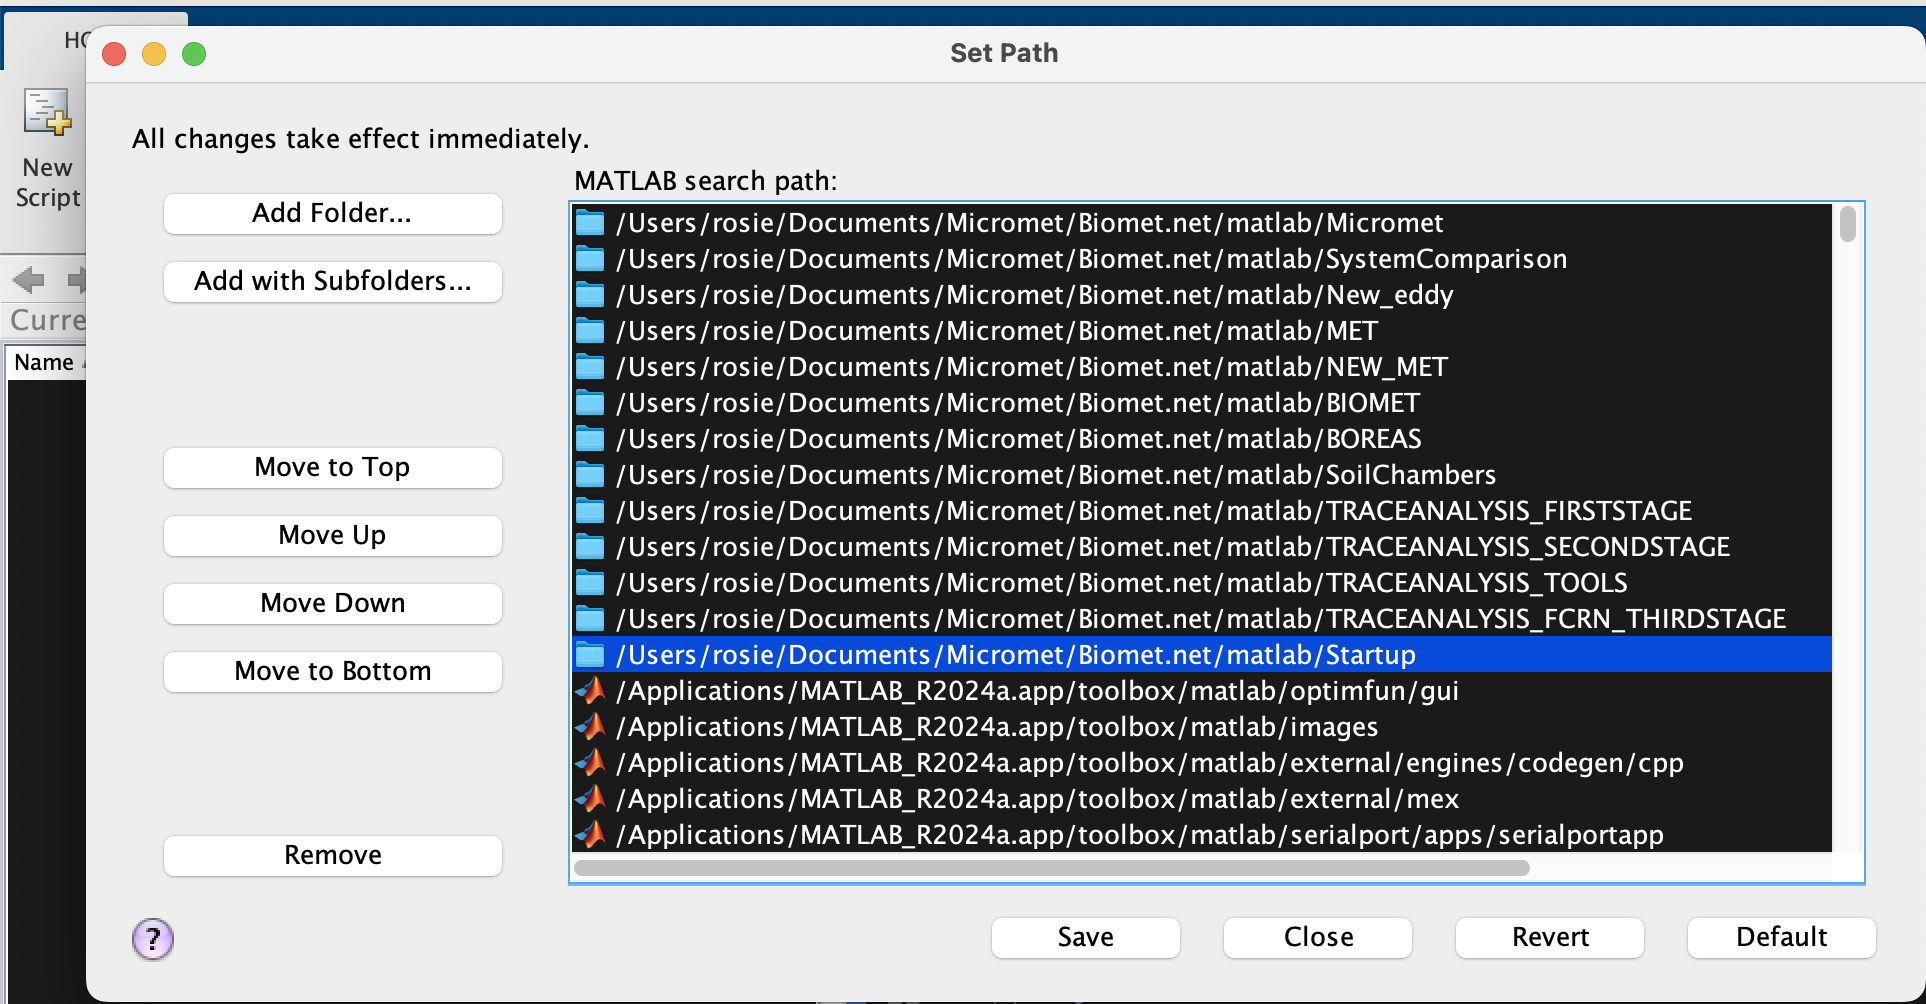 Set Path
New
Script
Curre
Name
All changes take effect immediately.
MATLAB search path:
Add Folder...
Add with Subfolders...
Move to Top
Move Up
Move Down
Move to Bottom
Remove
/Users/rosie/Documents/Micromet/Biomet.net/matlab/Micromet
/Users/rosie/Documents/Micromet/Biomet.net/matlab/SystemComparison
/Users/rosie/Documents/Micromet/Biomet.net/matlab/New_eddy
/Users/rosie/Documents/Micromet/Biomet.net/matlab/MET
/Users/rosie/Documents/Micromet/Biomet.net/matlab/NEW_MET
/Users/rosie/Documents/Micromet/Biomet.net/matlab/BIOMET
/Users/rosie/Documents/Micromet/Biomet.net/matlab/BOREAS
/Users/rosie/Documents/Micromet/Biomet.net/matlab/SoilChambers
/Users/rosie/Documents/Micromet/Biomet.net/matlab/TRACEANALYSIS_FIRSTSTAGE
/Users/rosie/Documents/Micromet/Biomet.net/matlab/TRACEANALYSIS_SECONDSTAGE
/Users/rosie/Documents/Micromet/Biomet.net/matlab/TRACEANALYSIS_TOOLS
/Users/rosie/Documents/Micromet/Biomet.net/matlab/TRACEANALYSIS_FCRN_THIRDSTAGE
/Users/rosie/Documents/Micromet/Biomet.net/matlab/Startup
/Applications/MATLAB_R2024a.app/toolbox/matlab/optimfun/gui
/Applications/MATLAB_R2024a.app/toolbox/matlab/images
/Applications/MATLAB_R2024a.app/toolbox/matlab/external/engines/codegen/cpp
/Applications/MATLAB_R2024a.app/toolbox/matlab/external/mex
/Applications/MATLAB_R2024a.app/toolbox/matlab/serialport/apps/serialportapp
?
Save
Close
Revert
Default